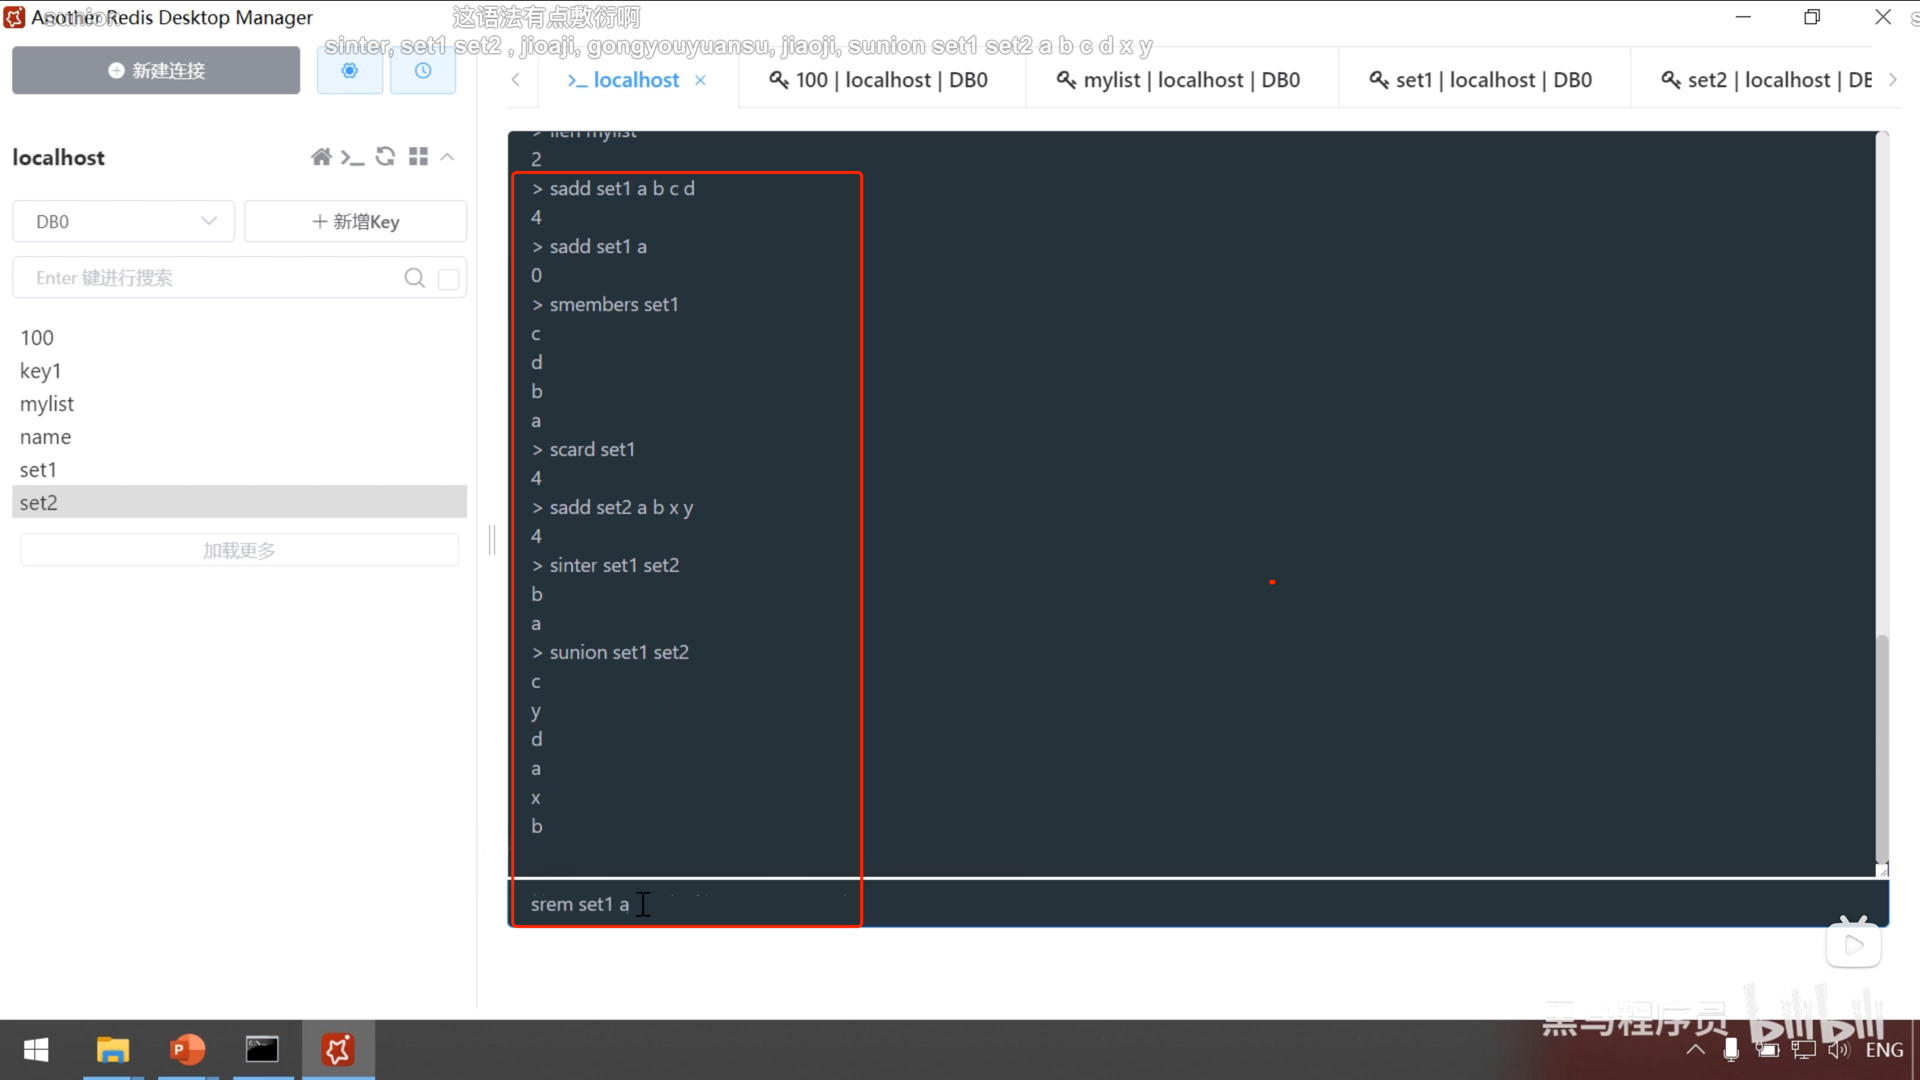 Another Redis Desktop Manager
sunion
这语法有点敷衍啊
sinter, set1 set2 , jioaji, gongyouyuansu, jiaoji, sunion set1 set2 a b c d x y
新建连接
localhost
100 | localhost | DB0
mylist | localhost | DB0
set1 | localhost | DB0
set2 | localhost | DE
localhost
DB0
新增Key
Enter 键进行搜索
100
key1
mylist
name
set1
set2
加载更多
> llen mylist
2
> sadd set1 a b c d
4
> sadd set1 a
0
> smembers set1
c
d
b
a
> scard set1
4
> sadd set2 a b x y
4
> sinter set1 set2
b
a
> sunion set1 set2
c
y
d
a
x
b
srem set1 a
黑马程序员
bilibili
ENG